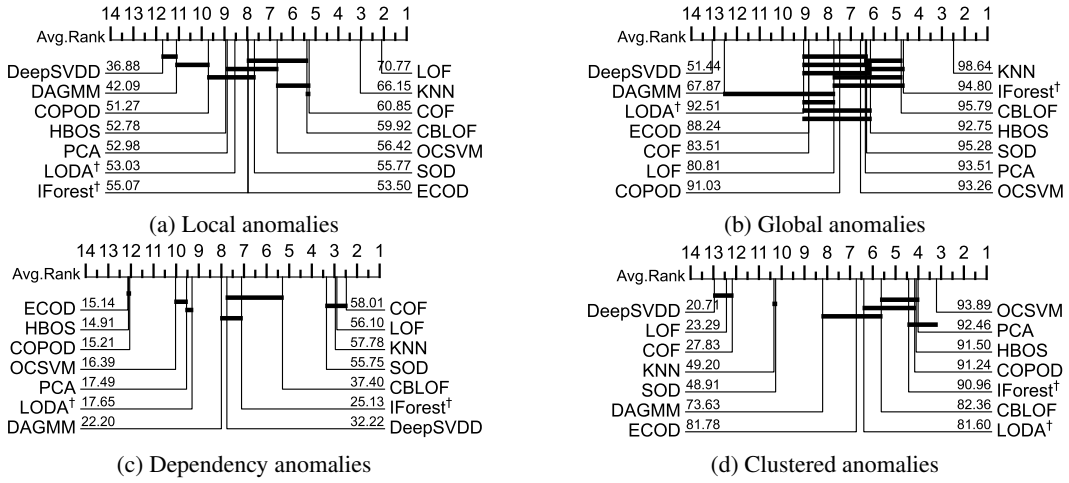 14 13 12 11 10 9 8 7 6 5 4 3 2 1
Avg.Rank
DeepSVDD 36.88 70.77 LOF
DAGMM 42.09 66.15 KNN
COPOD 51.27 60.85 COF
HBOS 52.78 59.92 CBLOF
PCA 52.98 56.42 OCSVM
LODA† 53.03 55.77 SOD
IForest† 55.07 53.50 ECOD
(a) Local anomalies
14 13 12 11 10 9 8 7 6 5 4 3 2 1
Avg.Rank
DeepSVDD 51.44 98.64 KNN
DAGMM 67.87 94.80 IForest†
LODA† 92.51 95.79 CBLOF
ECOD 88.24 92.75 HBOS
COF 83.51 95.28 SOD
LOF 80.81 93.51 PCA
COPOD 91.03 93.26 OCSVM
(b) Global anomalies
14 13 12 11 10 9 8 7 6 5 4 3 2 1
Avg.Rank
ECOD 15.14 58.01 COF
HBOS 14.91 56.10 LOF
COPOD 15.21 57.78 KNN
OCSVM 16.39 55.75 SOD
PCA 17.49 37.40 CBLOF
LODA† 17.65 25.13 IForest†
DAGMM 22.20 32.22 DeepSVDD
(c) Dependency anomalies
14 13 12 11 10 9 8 7 6 5 4 3 2 1
Avg.Rank
DeepSVDD 20.71 93.89 OCSVM
LOF 23.29 92.46 PCA
COF 27.83 91.50 HBOS
KNN 49.20 91.24 COPOD
SOD 48.91 90.96 IForest†
DAGMM 73.63 82.36 CBLOF
ECOD 81.78 81.60 LODA†
(d) Clustered anomalies